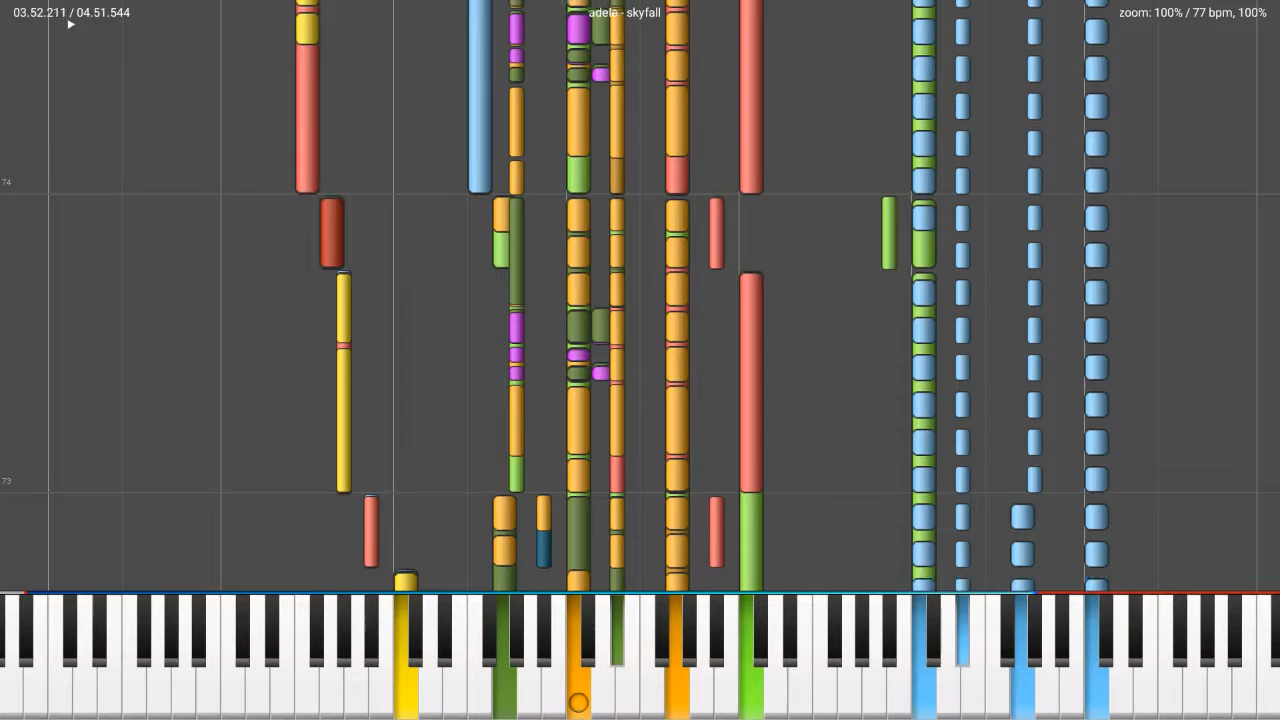 03.52.211 / 04.51.544
adele - skyfall
zoom: 100% / 77 bpm, 100%
74
73